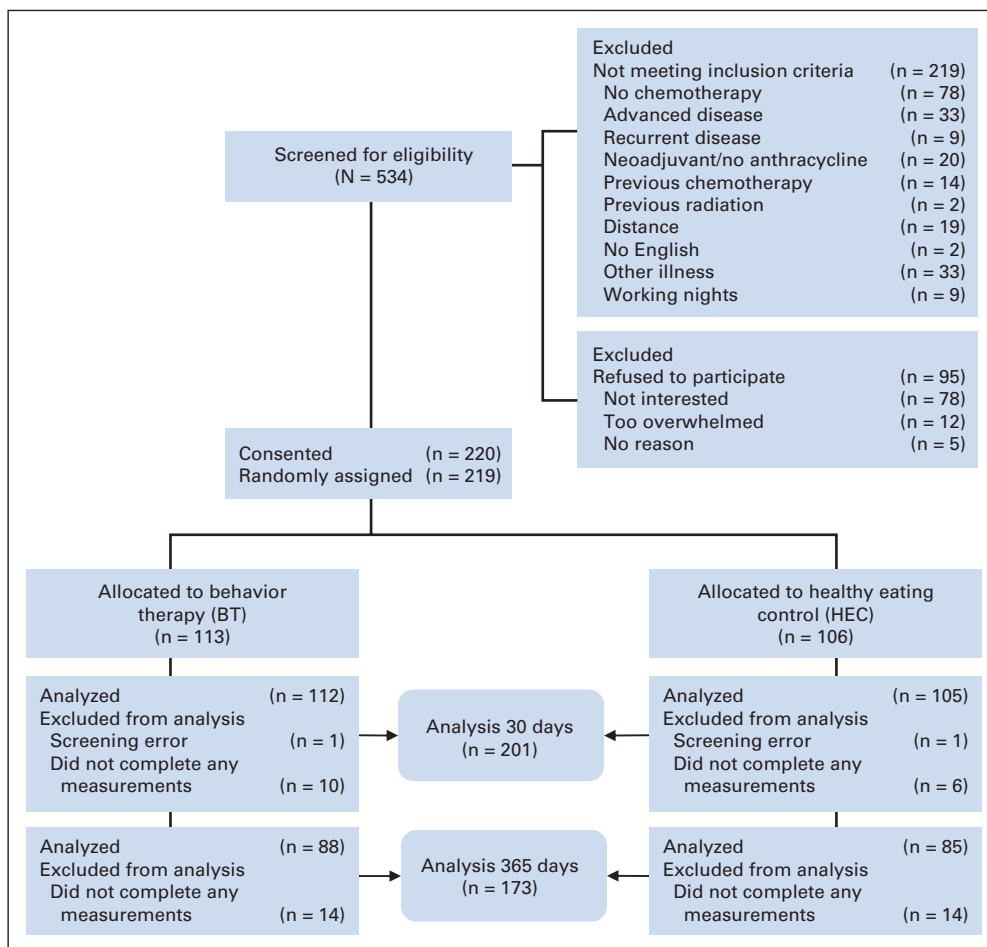 Excluded
Not meeting inclusion criteria (n = 219)
No chemotherapy (n = 78)
Advanced disease (n = 33)
Recurrent disease (n = 9)
Neoadjuvant/no anthracycline (n = 20)
Previous chemotherapy (n = 14)
Previous radiation (n = 2)
Distance (n = 19)
No English (n = 2)
Other illness (n = 33)
Working nights (n = 9)
Screened for eligibility
(N = 534)
Excluded
Refused to participate (n = 95)
Not interested (n = 78)
Too overwhelmed (n = 12)
No reason (n = 5)
Consented (n = 220)
Randomly assigned (n = 219)
Allocated to behavior
therapy (BT)
(n = 113)
Allocated to healthy eating
control (HEC)
(n = 106)
Analyzed (n = 112)
Excluded from analysis
Screening error (n = 1)
Did not complete any
measurements (n = 10)
Analysis 30 days
(n = 201)
Analyzed (n = 105)
Excluded from analysis
Screening error (n = 1)
Did not complete any
measurements (n = 6)
Analyzed (n = 88)
Excluded from analysis
Did not complete any
measurements (n = 14)
Analysis 365 days
(n = 173)
Analyzed (n = 85)
Excluded from analysis
Did not complete any
measurements (n = 14)